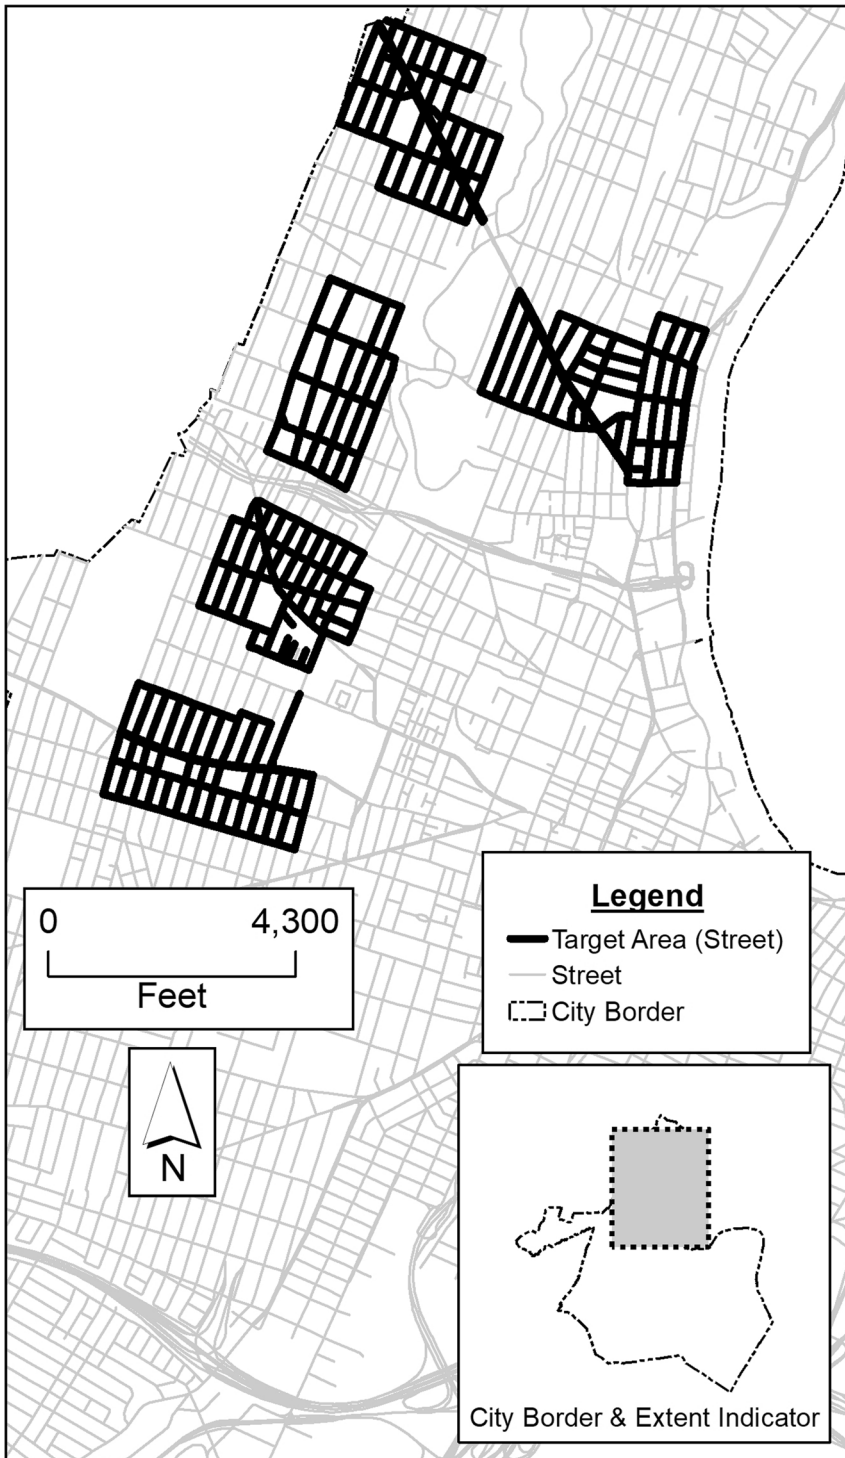 Legend
Target Area (Street)
Street
City Border
0 4,300
Feet
N
City Border & Extent Indicator